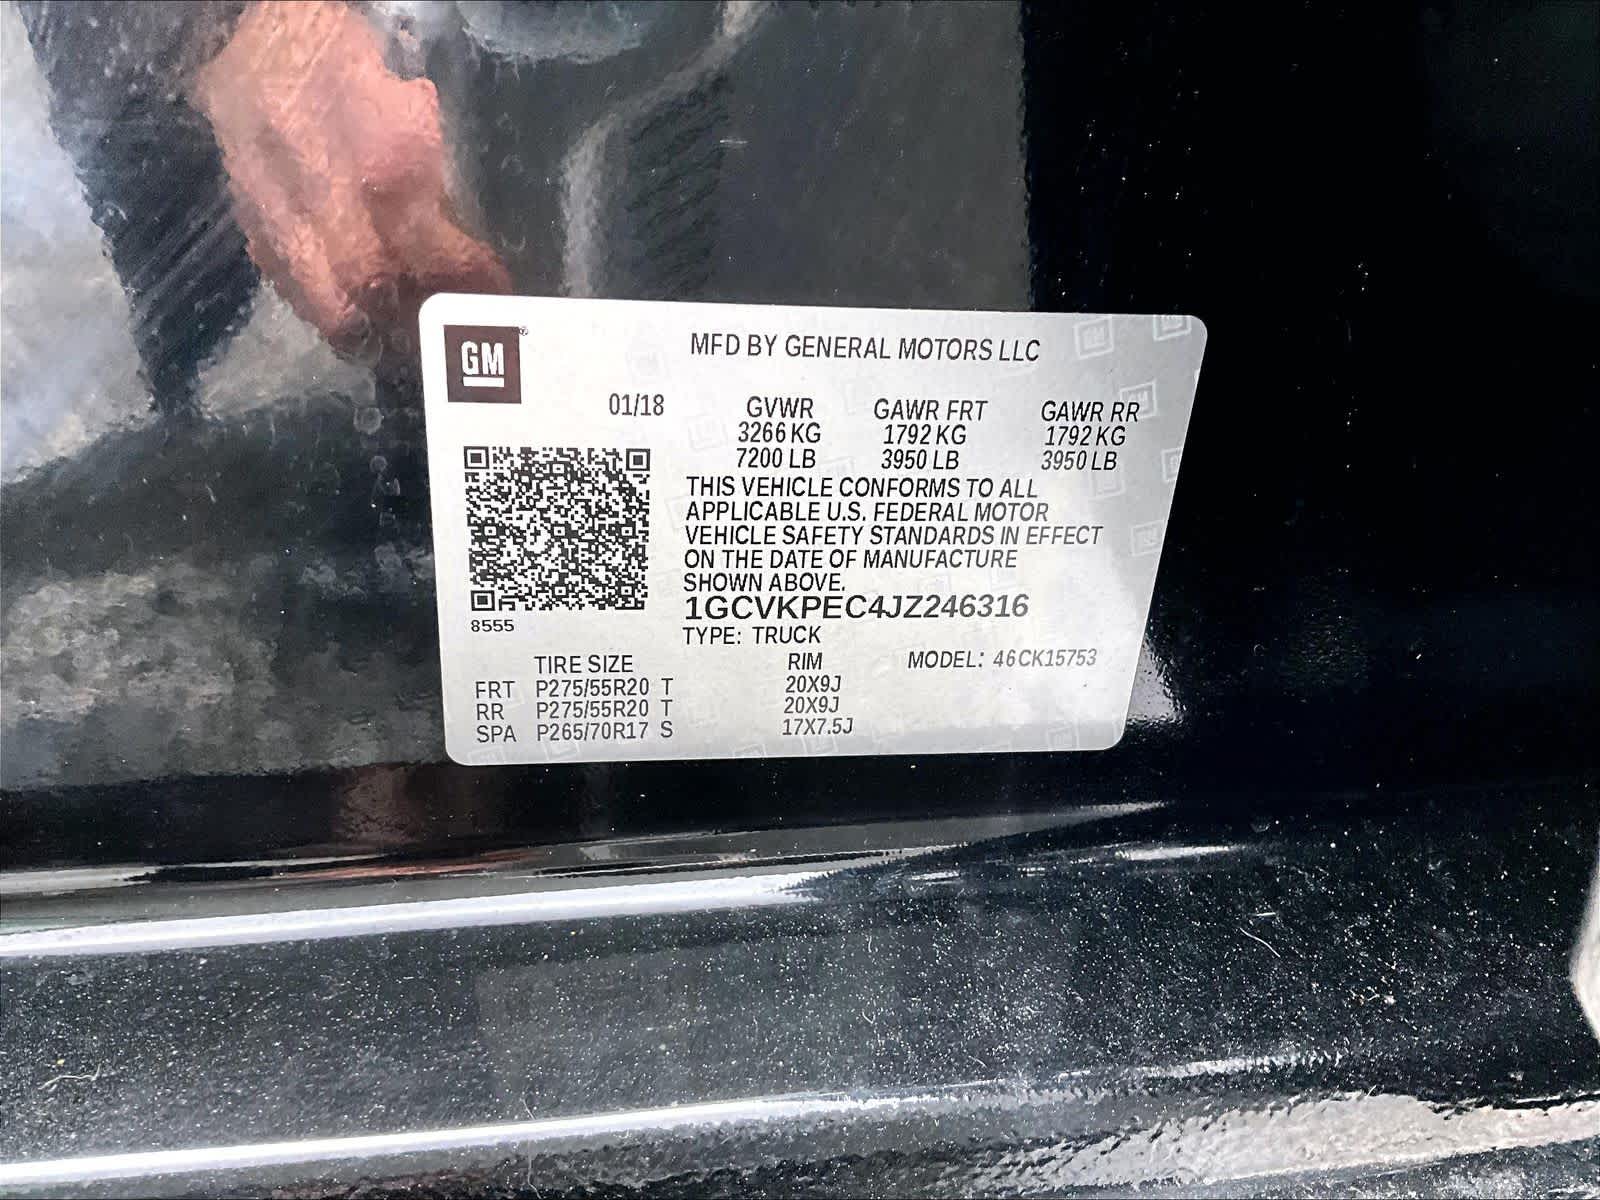 GM
MFD BY GENERAL MOTORS LLC
01/18 GVWR GAWR FRT GAWR RR
3266 KG 1792 KG 1792 KG
7200 LB 3950 LB 3950 LB
THIS VEHICLE CONFORMS TO ALL
APPLICABLE U.S. FEDERAL MOTOR
VEHICLE SAFETY STANDARDS IN EFFECT
ON THE DATE OF MANUFACTURE
SHOWN ABOVE.
1GCVKPEC4JZ246316
8555
TYPE: TRUCK
TIRE SIZE RIM MODEL: 46CK15753
FRT P275/55R20 T 20X9J
RR P275/55R20 T 20X9J
SPA P265/70R17 S 17X7.5J